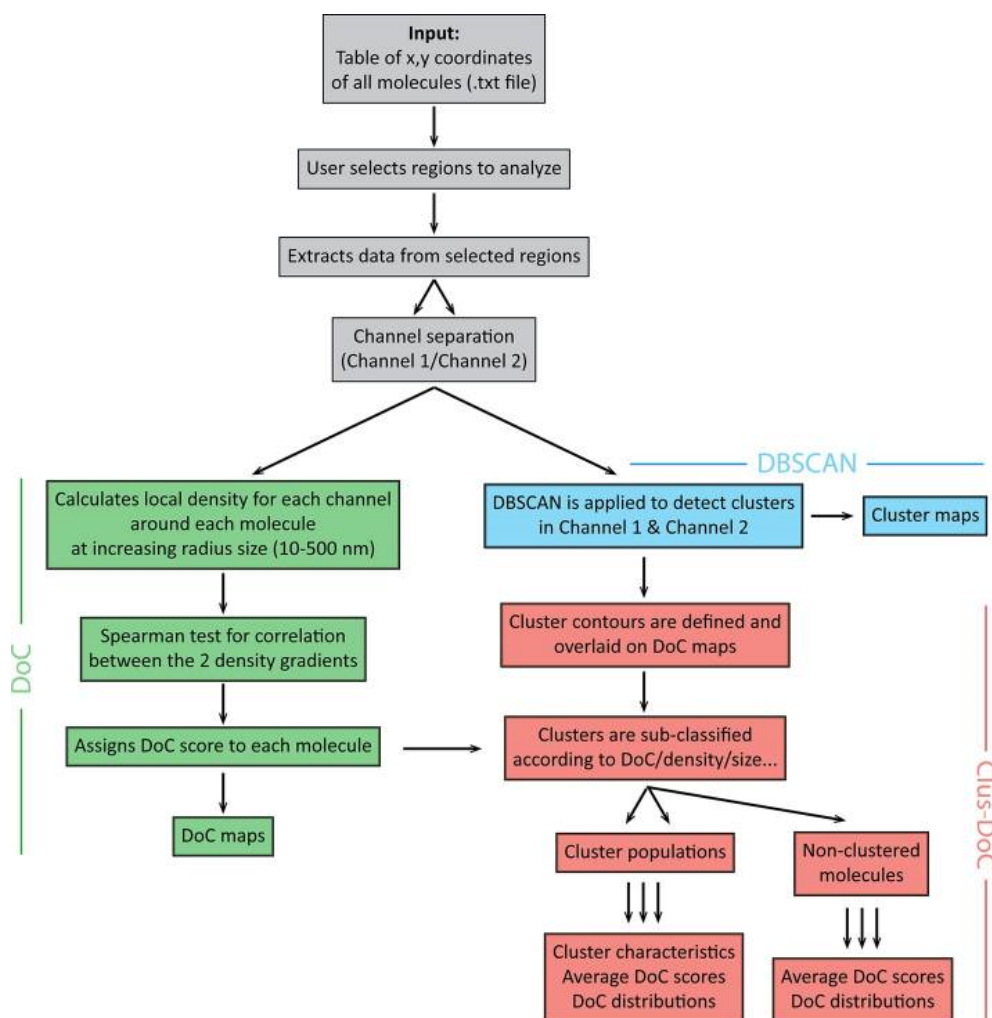 Input:
Table of x,y coordinates
of all molecules (.txt file)
User selects regions to analyze
Extracts data from selected regions
Channel separation
(Channel 1/Channel 2)
DoC
Calculates local density for each channel
around each molecule
at increasing radius size (10-500 nm)
Spearman test for correlation
between the 2 density gradients
Assigns DoC score to each molecule
DoC maps
DBSCAN
DBSCAN is applied to detect clusters
in Channel 1 & Channel 2
Cluster maps
Clus-DoC
Cluster contours are defined and
overlaid on DoC maps
Clusters are sub-classified
according to DoC/density/size...
Cluster populations
Non-clustered
molecules
Cluster characteristics
Average DoC scores
DoC distributions
Average DoC scores
DoC distributions